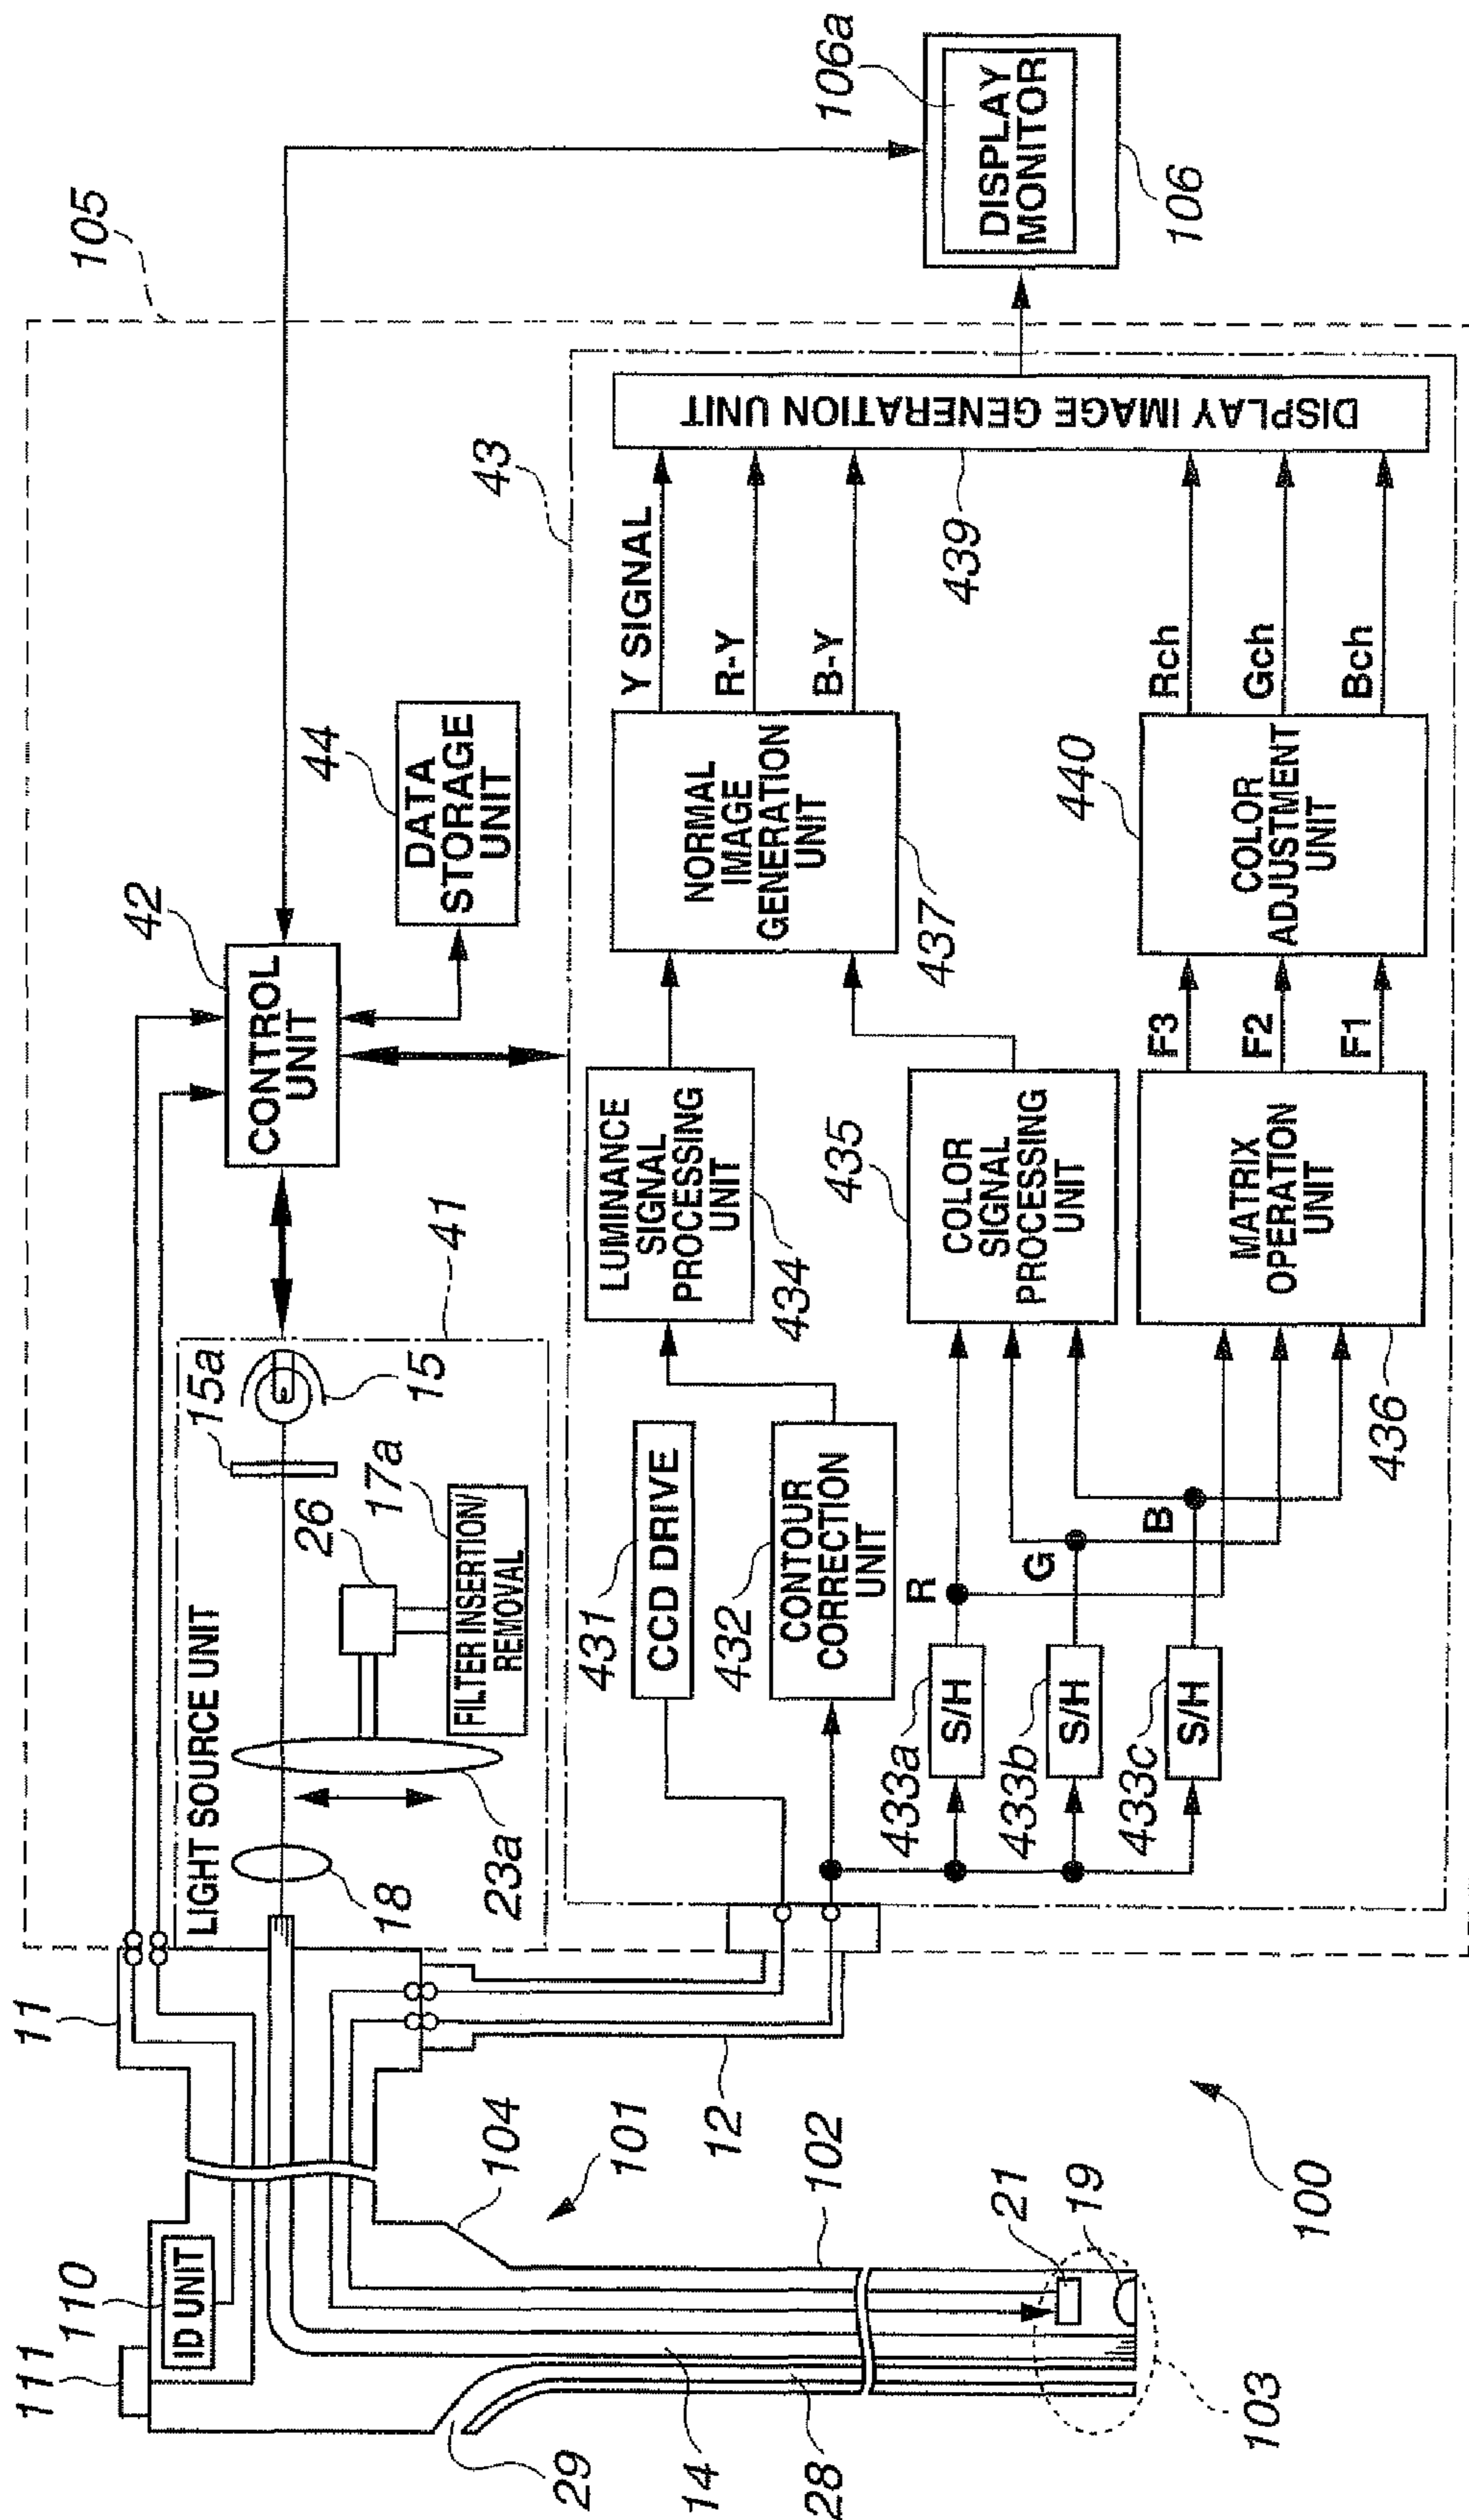 105
106a
DISPLAY
MONITOR
106
42
CONTROL
UNIT
44
DATA
STORAGE
UNIT
43
41
LIGHT SOURCE UNIT
15a
15
26
17a
FILTER INSERTION/
REMOVAL
18
23a
11
110
111
ID UNIT
29
14
28
104
101
12
102
21
19
103
100
431
CCD DRIVE
432
CONTOUR
CORRECTION
UNIT
433a
S/H
433b
S/H
433c
S/H
R
G
B
LUMINANCE
SIGNAL
PROCESSING
UNIT
434
435
COLOR
SIGNAL
PROCESSING
UNIT
MATRIX
OPERATION
UNIT
436
NORMAL
IMAGE
GENERATION
UNIT
437
F3
F2
F1
440
COLOR
ADJUSTMENT
UNIT
Y SIGNAL
R-Y
B-Y
Rch
Gch
Bch
439
DISPLAY IMAGE GENERATION UNIT